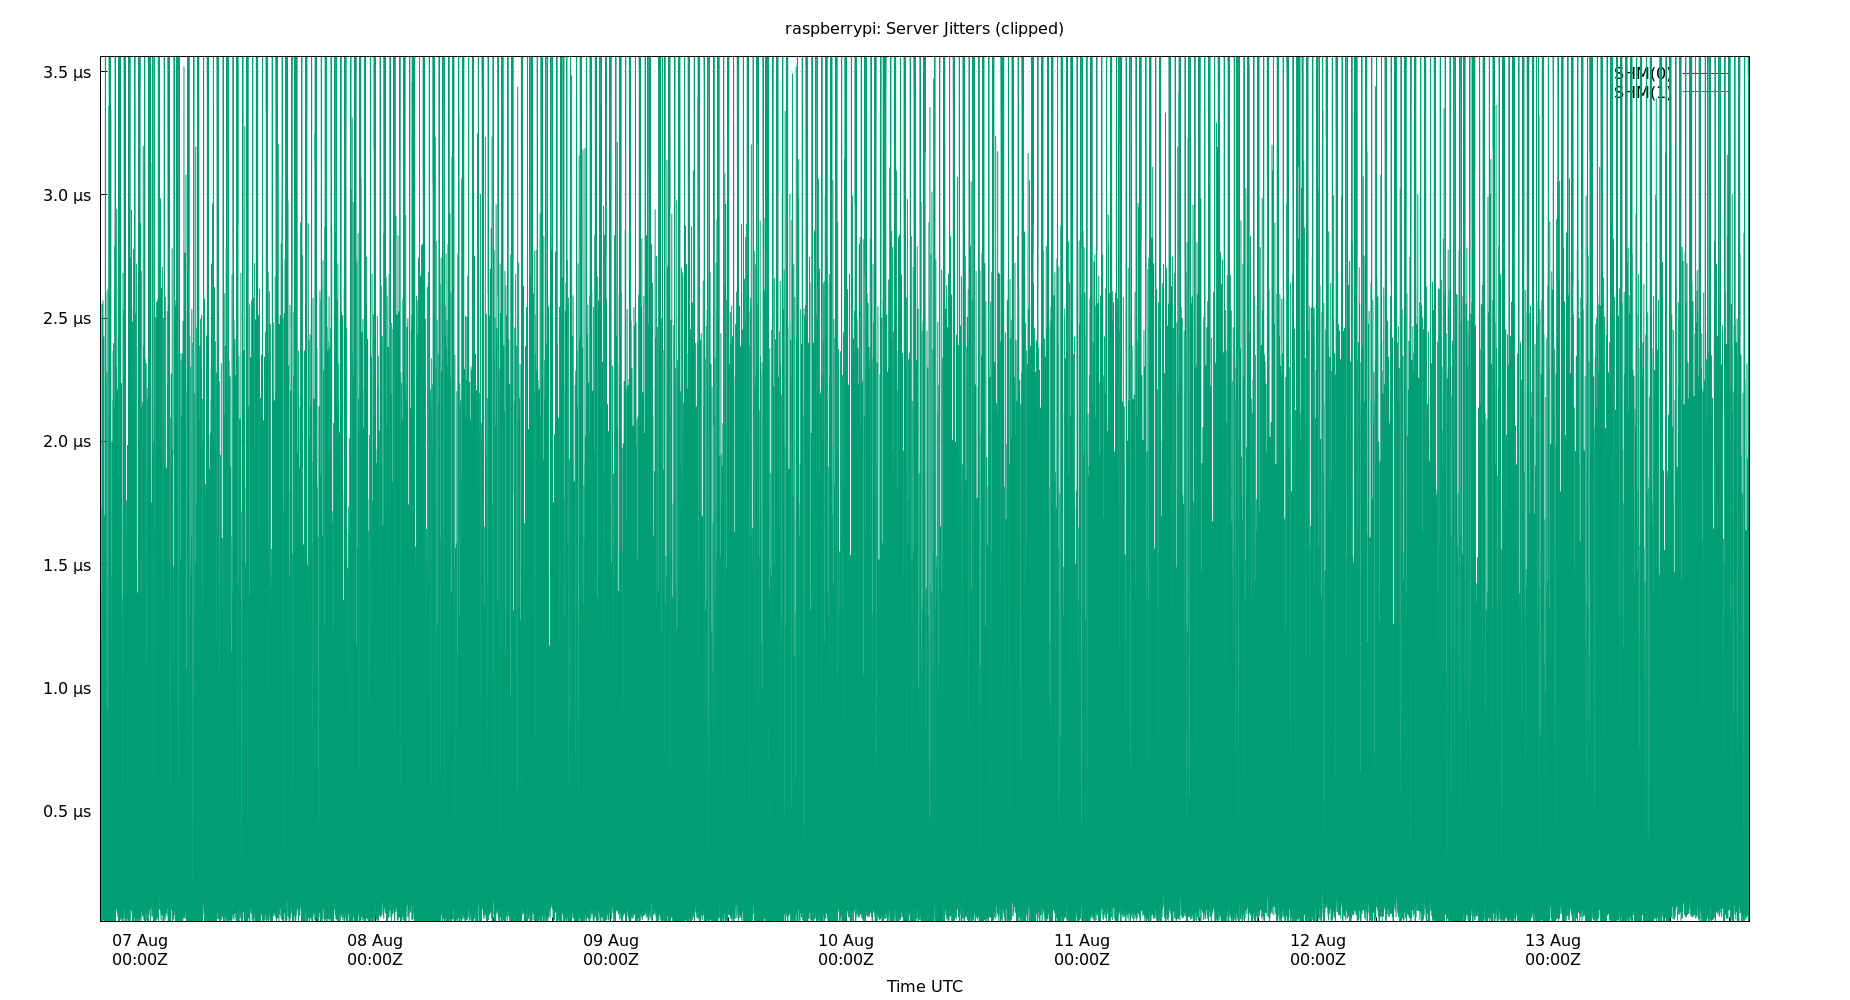 raspberrypi: Server Jitters (clipped)
3.5 μs
SHM(0)
SHM(1)
3.0 μs
2.5 μs
2.0 μs
1.5 μs
1.0 μs
0.5 μs
07 Aug 08 Aug 09 Aug 10 Aug 11 Aug 12 Aug 13 Aug
00:00Z 00:00Z 00:00Z 00:00Z 00:00Z 00:00Z 00:00Z
Time UTC